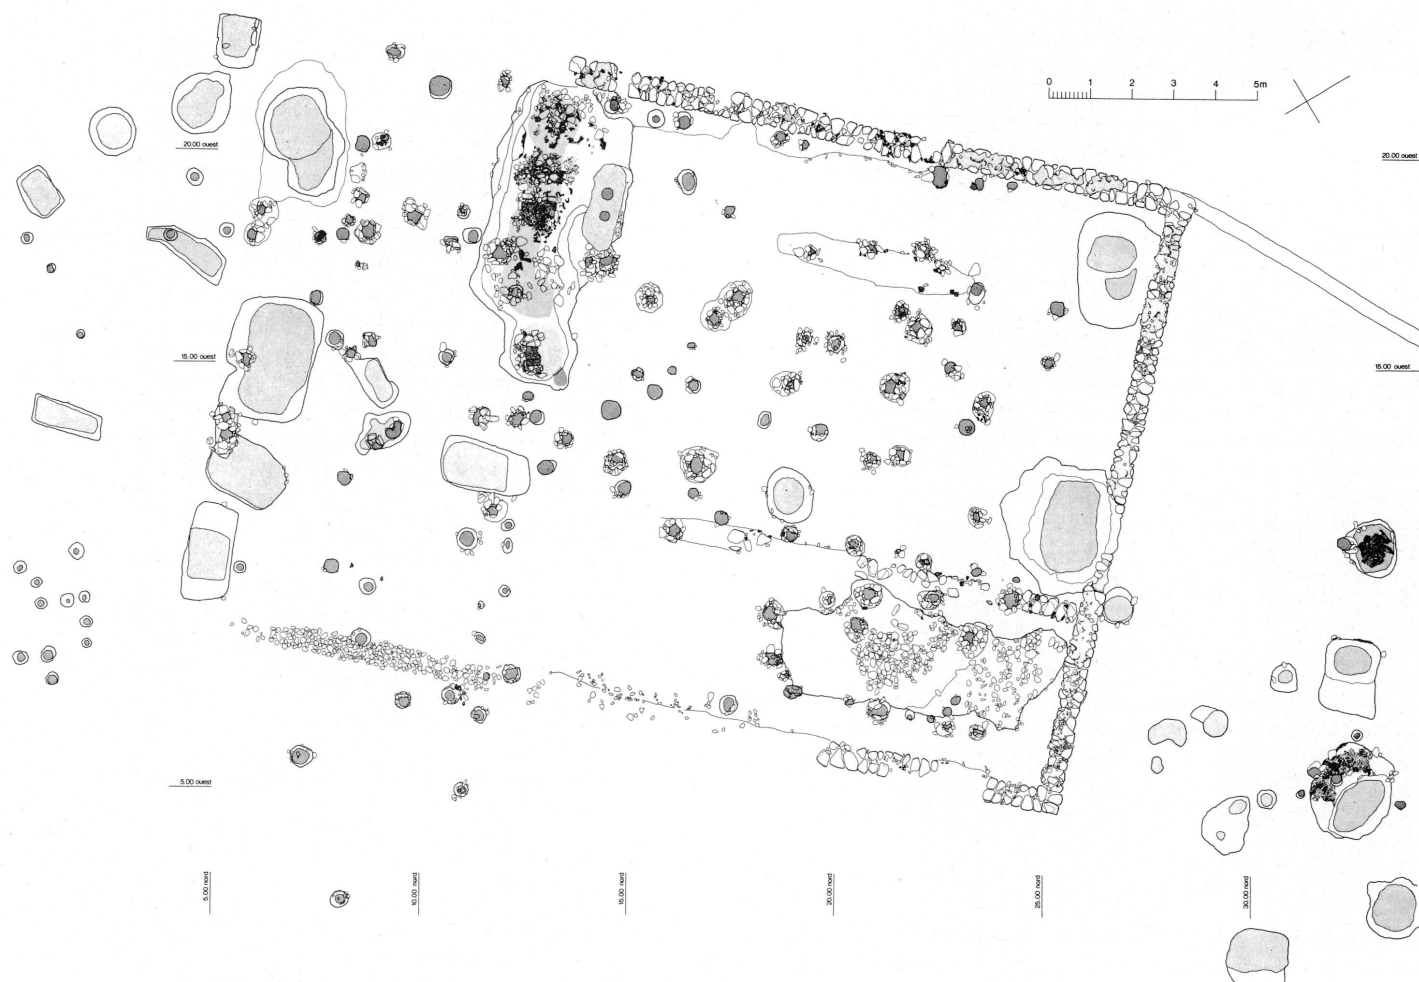 0 1 2 3 4 5m
20.00 ouest
20.00 ouest
15.00 ouest
15.00 ouest
5.00 ouest
5.00 nord
10.00 nord
15.00 nord
20.00 nord
25.00 nord
30.00 nord